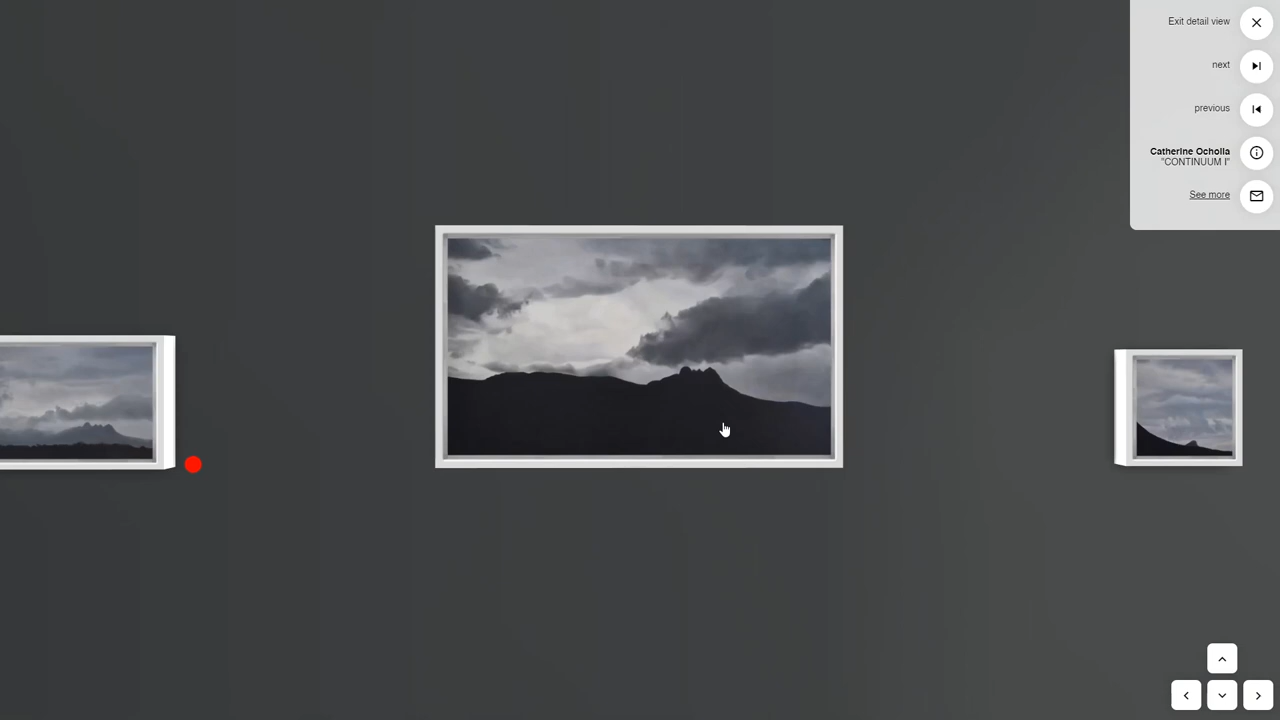 Exit detail view
next
previous
Catherine Ocholla
"CONTINUUM I"
See more